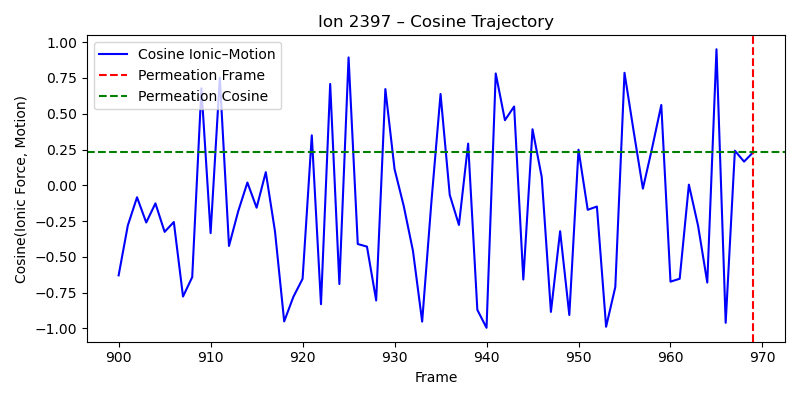 Ion 2397 – Cosine Trajectory
Cosine Ionic–Motion
Permeation Frame
Permeation Cosine
Cosine(Ionic Force, Motion)
1.00
0.75
0.50
0.25
0.00
−0.25
−0.50
−0.75
−1.00
900
910
920
930
940
950
960
970
Frame